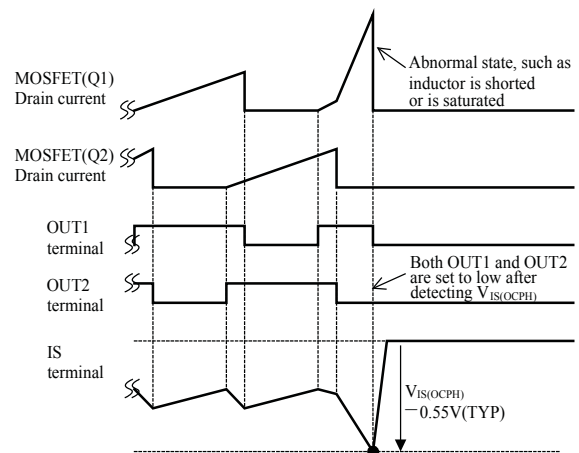 MOSFET(Q1)
Drain current
Abnormal state, such as
inductor is shorted
or is saturated
MOSFET(Q2)
Drain current
OUT1
terminal
Both OUT1 and OUT2
are set to low after
detecting VIS(OCPH)
OUT2
terminal
IS
terminal
VIS(OCPH)
−0.55V(TYP)